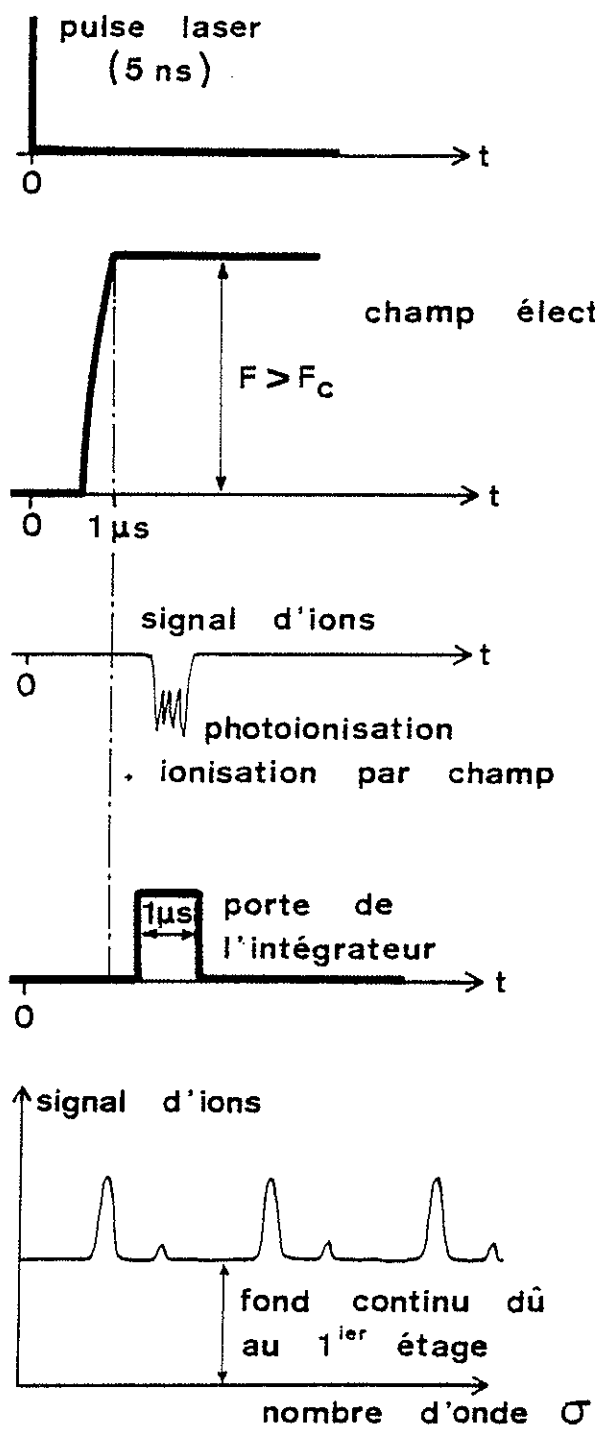 pulse laser
(5 ns)
t
0
champ élect
F > Fc
t
0
1 µs
signal d'ions
t
0
photoionisation
ionisation par champ
1µs
porte de
l'intégrateur
t
0
signal d'ions
fond continu dû
au 1ier étage
nombre d'onde σ